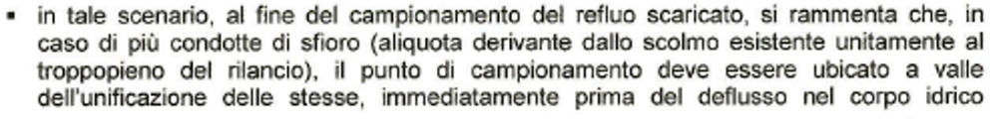 ▪ in tale scenario, al fine del campionamento del refluo scaricato, si rammenta che, in
caso di più condotte di sfioro (aliquota derivante dallo scolmo esistente unitamente al
troppopieno del rilancio), il punto di campionamento deve essere ubicato a valle
dell'unificazione delle stesse, immediatamente prima del deflusso nel corpo idrico